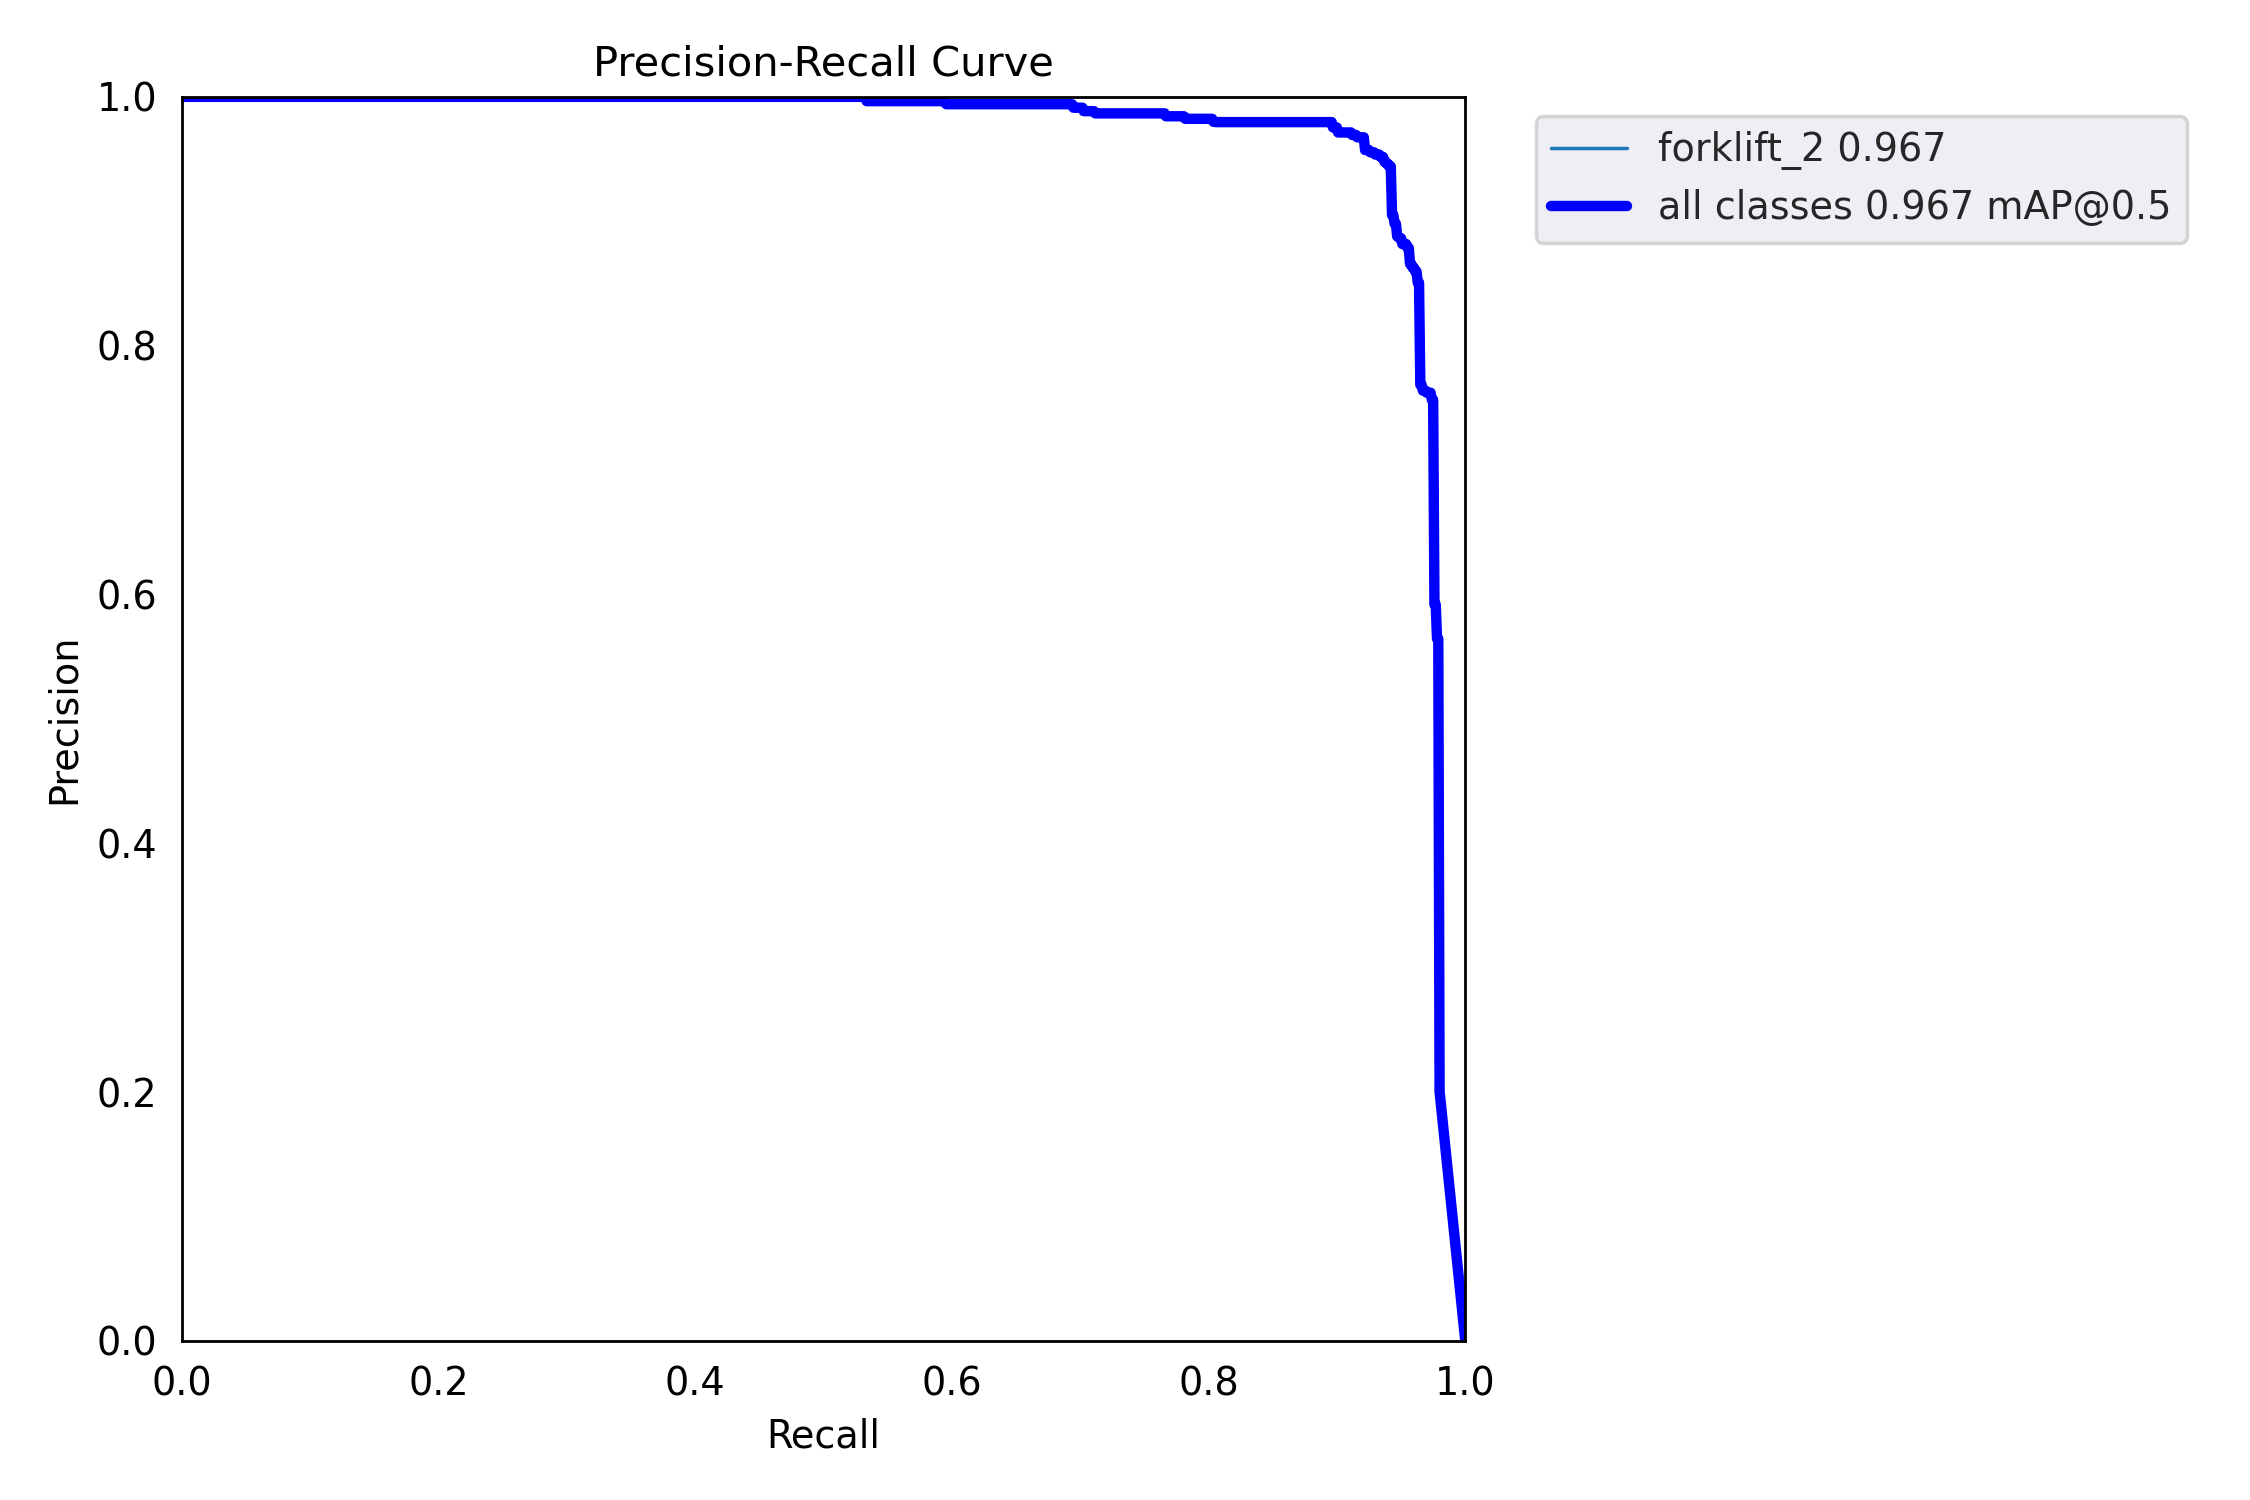 Precision-Recall Curve
forklift_2 0.967
all classes 0.967 mAP@0.5
1.0
0.8
0.6
0.4
0.2
0.0
Precision
0.0 0.2 0.4 0.6 0.8 1.0
Recall